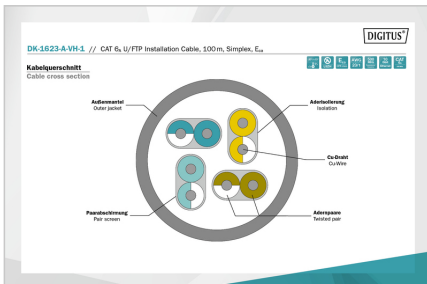 DIGITUS®
DK-1623-A-VH-1 // CAT 6A U/FTP Installation Cable, 100 m, Simplex, Eca
Kabelquerschnitt
Cable cross section
Außenmantel
Outer jacket
Aderisolierung
Isolation
Cu-Draht
Cu-Wire
Paarabschirmung
Pair screen
Adernpaare
Twisted pair